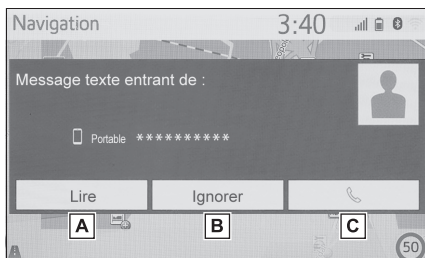 Navigation 3:40
Message texte entrant de :
Portable **********
Lire Ignorer
A B C
50